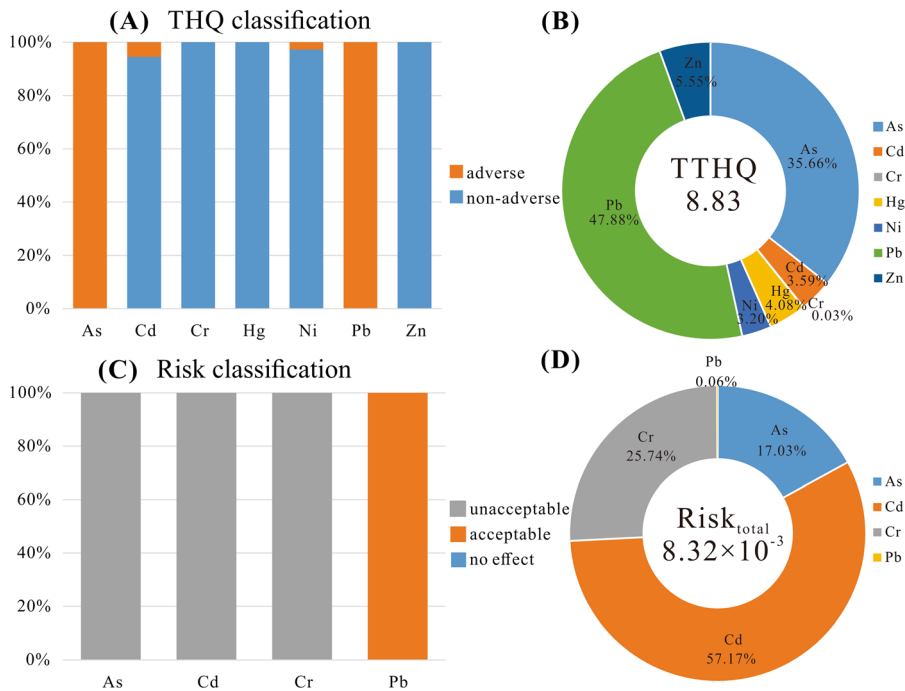 (A) THQ classification
100%
80%
60%
40%
20%
0%
As Cd Cr Hg Ni Pb Zn
adverse
non-adverse
(B)
Zn
5.55%
As
35.66%
Pb
47.88%
TTHQ
8.83
Cd
3.59%
Hg
4.08%
Cr
0.03%
Ni
3.20%
As
Cd
Cr
Hg
Ni
Pb
Zn
(C) Risk classification
100%
80%
60%
40%
20%
0%
As Cd Cr Pb
unacceptable
acceptable
no effect
(D)
Pb
0.06%
As
17.03%
Cr
25.74%
Risktotal
8.32×10-3
Cd
57.17%
As
Cd
Cr
Pb